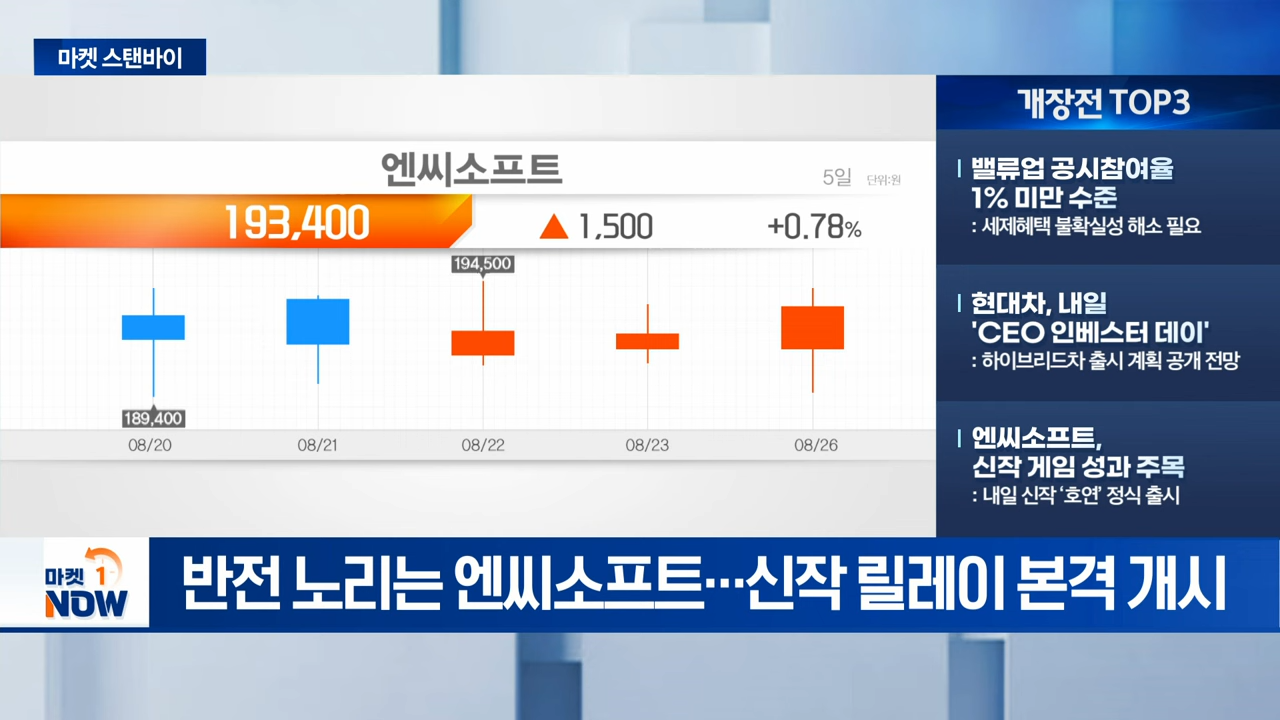 마켓 스탠바이
엔씨소프트
5일 단위:원
193,400 ▲ 1,500 +0.78%
194,500
189,400
08/20 08/21 08/22 08/23 08/26
개장전 TOP3
밸류업 공시참여율
1% 미만 수준
: 세제혜택 불확실성 해소 필요
현대차, 내일
'CEO 인베스터 데이'
: 하이브리드차 출시 계획 공개 전망
엔씨소프트,
신작 게임 성과 주목
: 내일 신작 ‘호연’ 정식 출시
마켓 1
NOW
반전 노리는 엔씨소프트…신작 릴레이 본격 개시